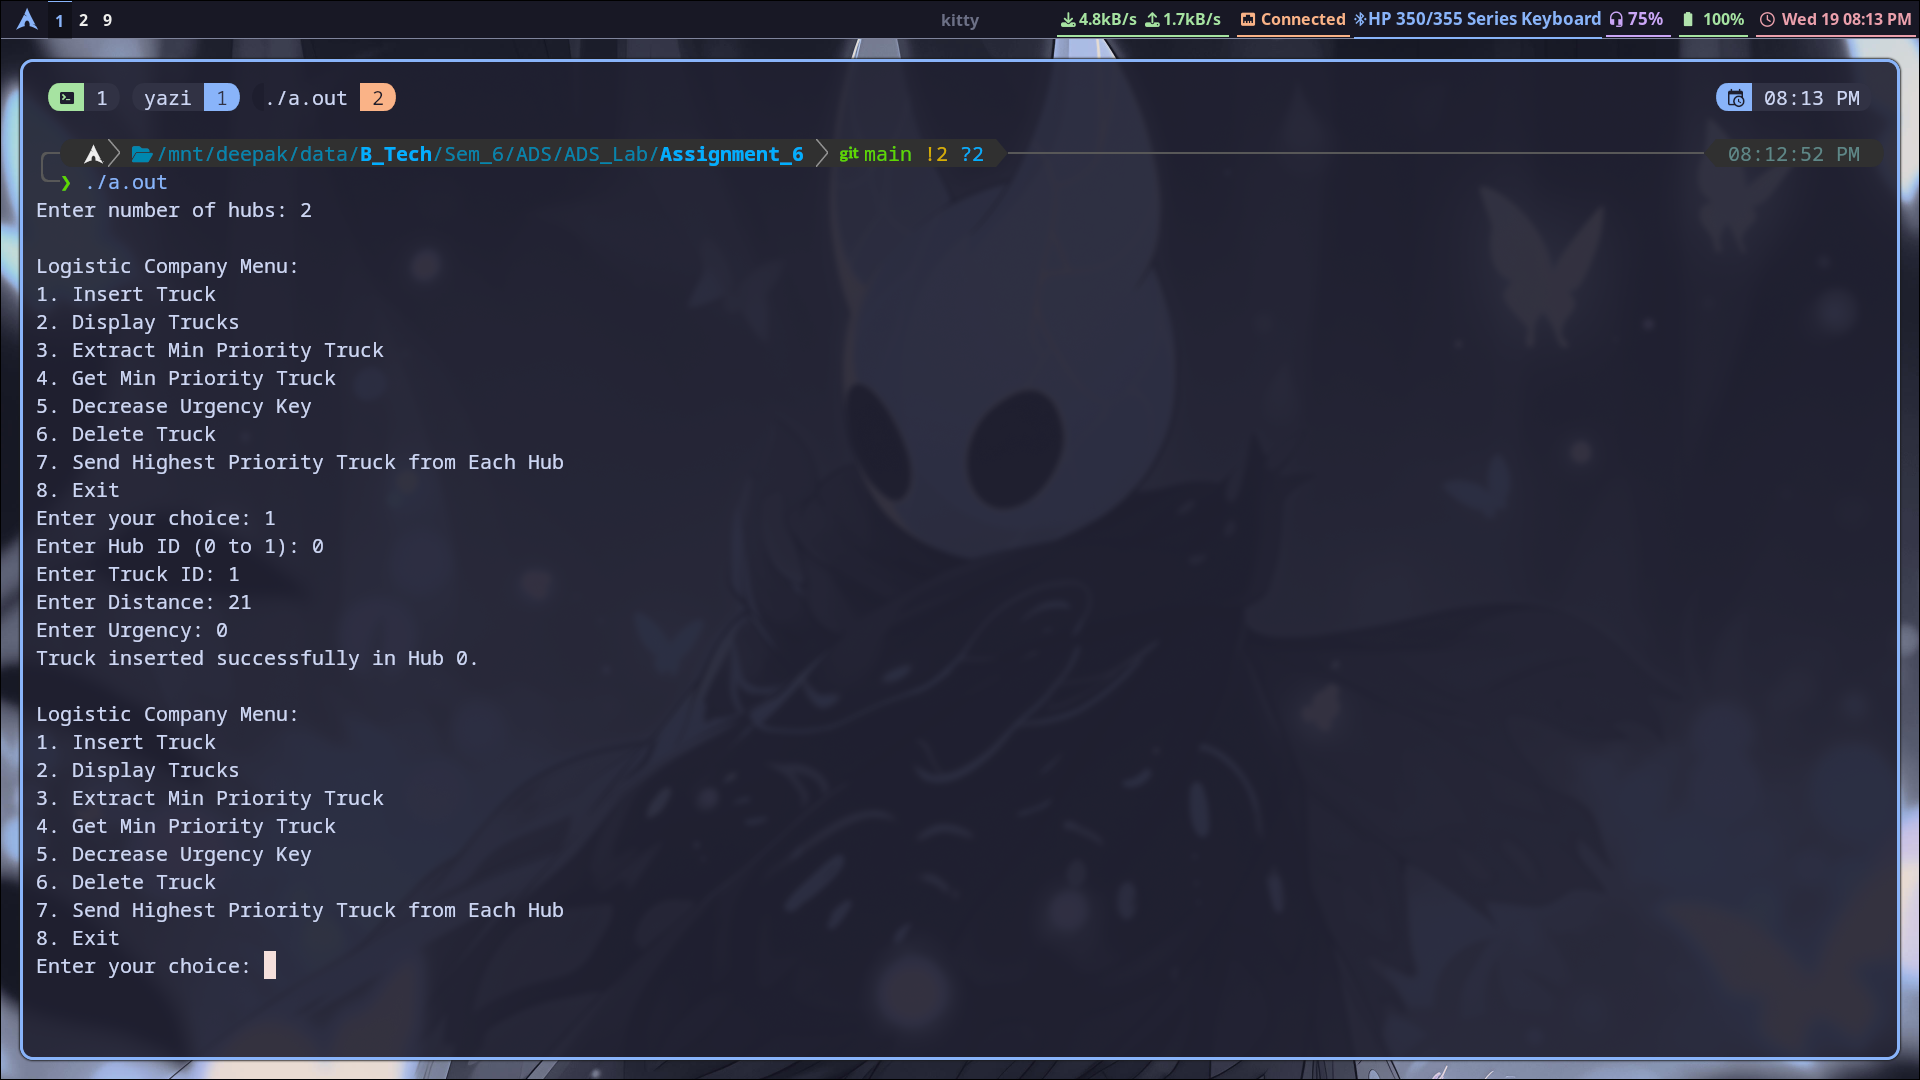 1 2 9 kitty 4.8kB/s 1.7kB/s Connected HP 350/355 Series Keyboard 75% 100% Wed 19 08:13 PM
1 yazi 1 ./a.out 2 08:13 PM
/mnt/deepak/data/B_Tech/Sem_6/ADS/ADS_Lab/Assignment_6 git main !2 ?2 08:12:52 PM
❯ ./a.out
Enter number of hubs: 2
Logistic Company Menu:
1. Insert Truck
2. Display Trucks
3. Extract Min Priority Truck
4. Get Min Priority Truck
5. Decrease Urgency Key
6. Delete Truck
7. Send Highest Priority Truck from Each Hub
8. Exit
Enter your choice: 1
Enter Hub ID (0 to 1): 0
Enter Truck ID: 1
Enter Distance: 21
Enter Urgency: 0
Truck inserted successfully in Hub 0.
Logistic Company Menu:
1. Insert Truck
2. Display Trucks
3. Extract Min Priority Truck
4. Get Min Priority Truck
5. Decrease Urgency Key
6. Delete Truck
7. Send Highest Priority Truck from Each Hub
8. Exit
Enter your choice: